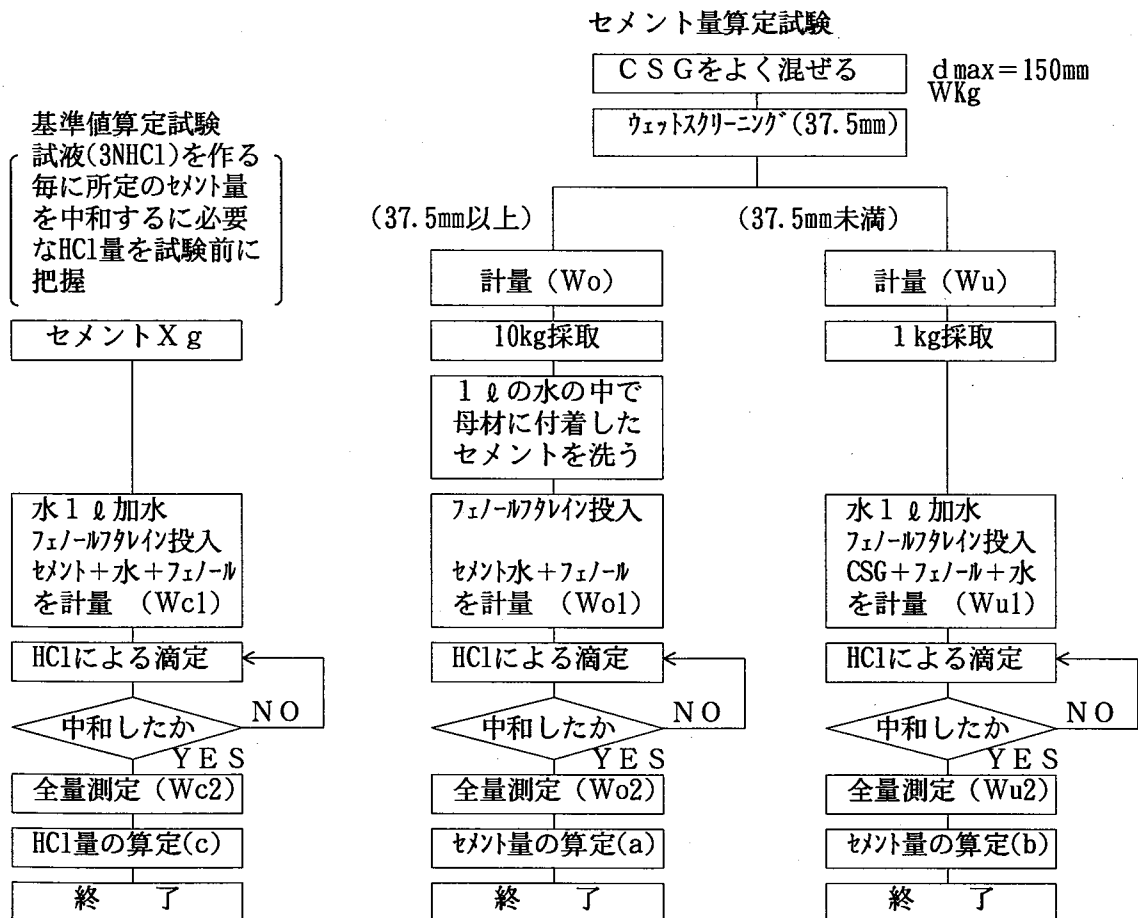 セメント量算定試験
CSGをよく混ぜる
dmax=150mm
WKg
ウェットスクリーニング(37.5mm)
基準値算定試験
試液(3NHCl)を作る
毎に所定のセメント量
を中和するに必要
なHCl量を試験前に
把握
(37.5mm以上)
(37.5mm未満)
セメントXg
計量(Wo)
計量(Wu)
10kg採取
1kg採取
1ℓの水の中で
母材に付着した
セメントを洗う
水1ℓ加水
フェノールフタレイン投入
セメント+水+フェノール
を計量 (Wc1)
フェノールフタレイン投入
セメント水+フェノール
を計量 (Wo1)
水1ℓ加水
フェノールフタレイン投入
CSG+フェノール+水
を計量 (Wu1)
HClによる滴定
HClによる滴定
HClによる滴定
中和したか
NO
中和したか
NO
中和したか
NO
YES
YES
YES
全量測定(Wc2)
全量測定(Wo2)
全量測定(Wu2)
HCl量の算定(c)
セメント量の算定(a)
セメント量の算定(b)
終 了
終 了
終 了